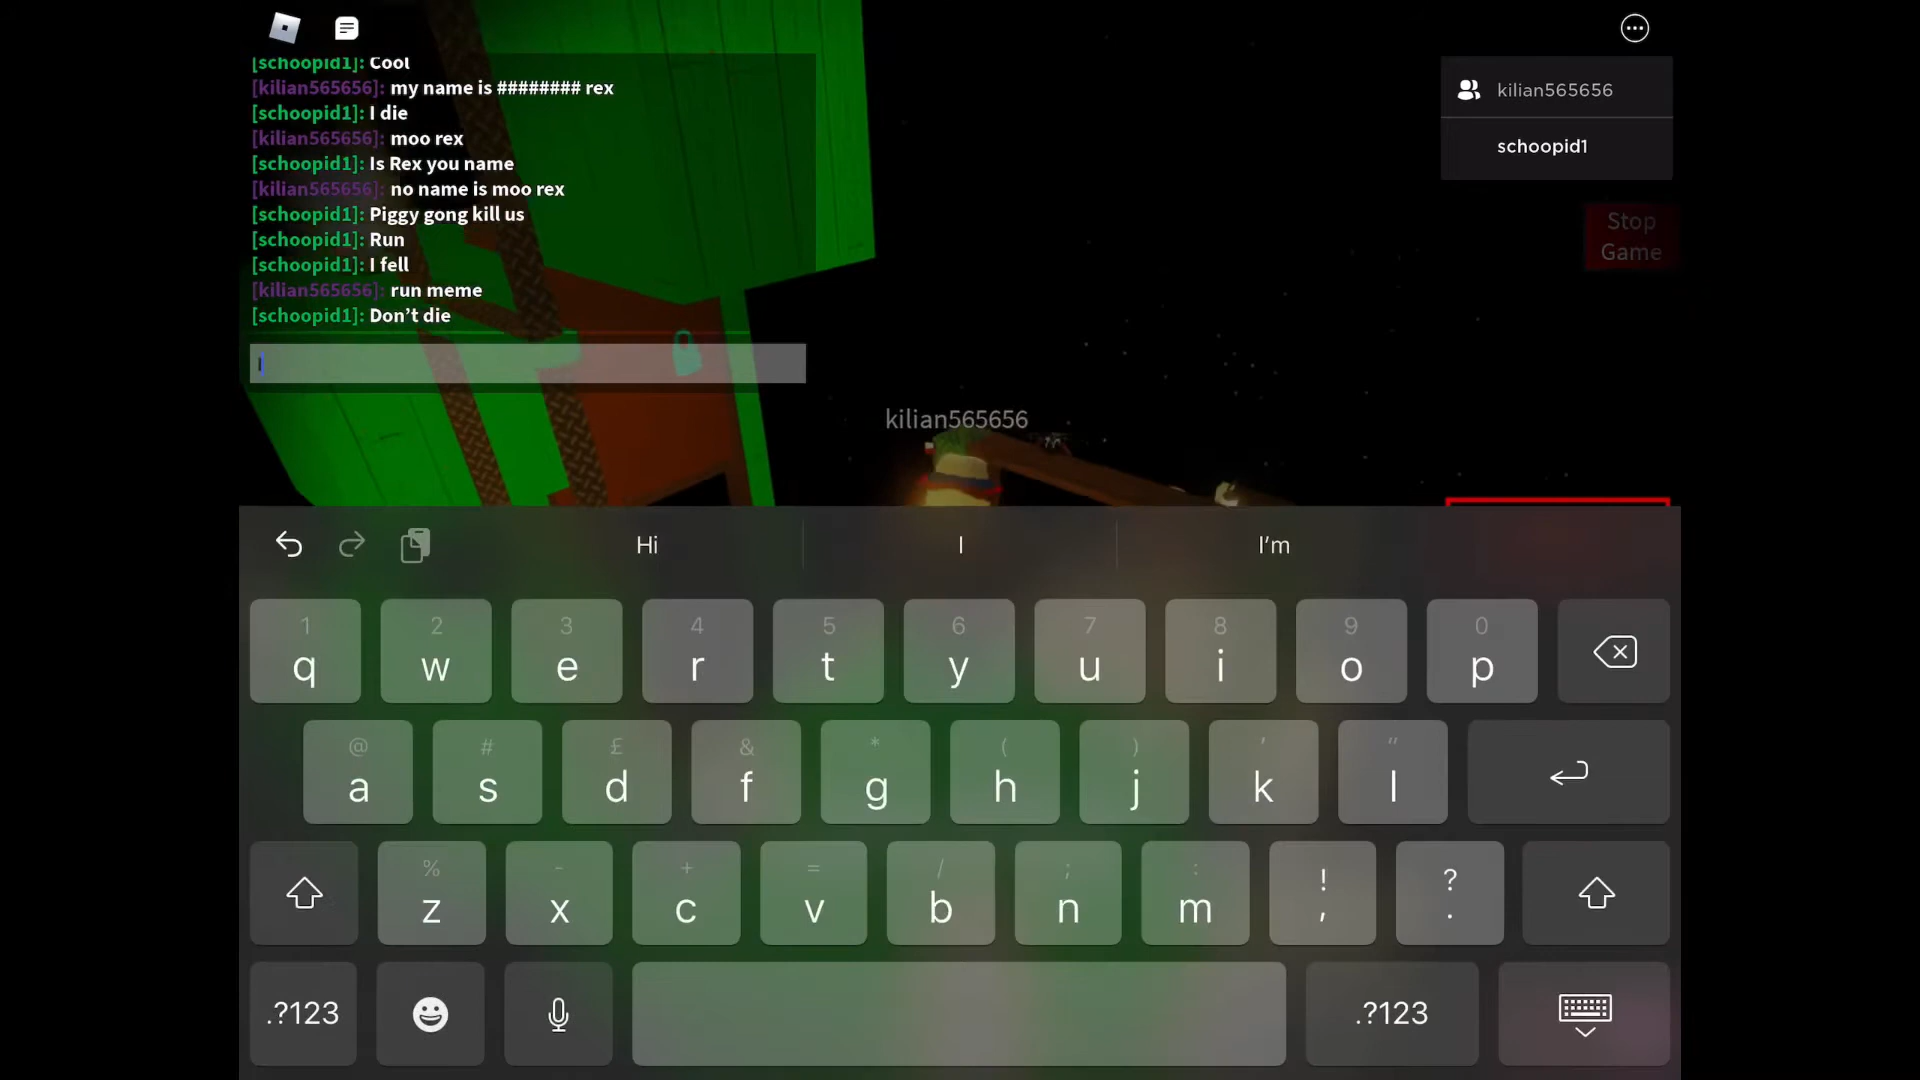 [schoopid1]: Cool
[kilian565656]: my name is ######## rex
[schoopid1]: I die
[kilian565656]: moo rex
[schoopid1]: Is Rex you name
[kilian565656]: no name is moo rex
[schoopid1]: Piggy gong kill us
[schoopid1]: Run
[schoopid1]: I fell
[kilian565656]: run meme
[schoopid1]: Don’t die
kilian565656
schoopid1
Stop
Game
kilian565656
Hi I I’m
1 2 3 4 5 6 7 8 9 0
q w e r t y u i o p
@ # £ & * ( ) ' "
a s d f g h j k l
% - + = / ; : ! ?
z x c v b n m , .
.?123 .?123